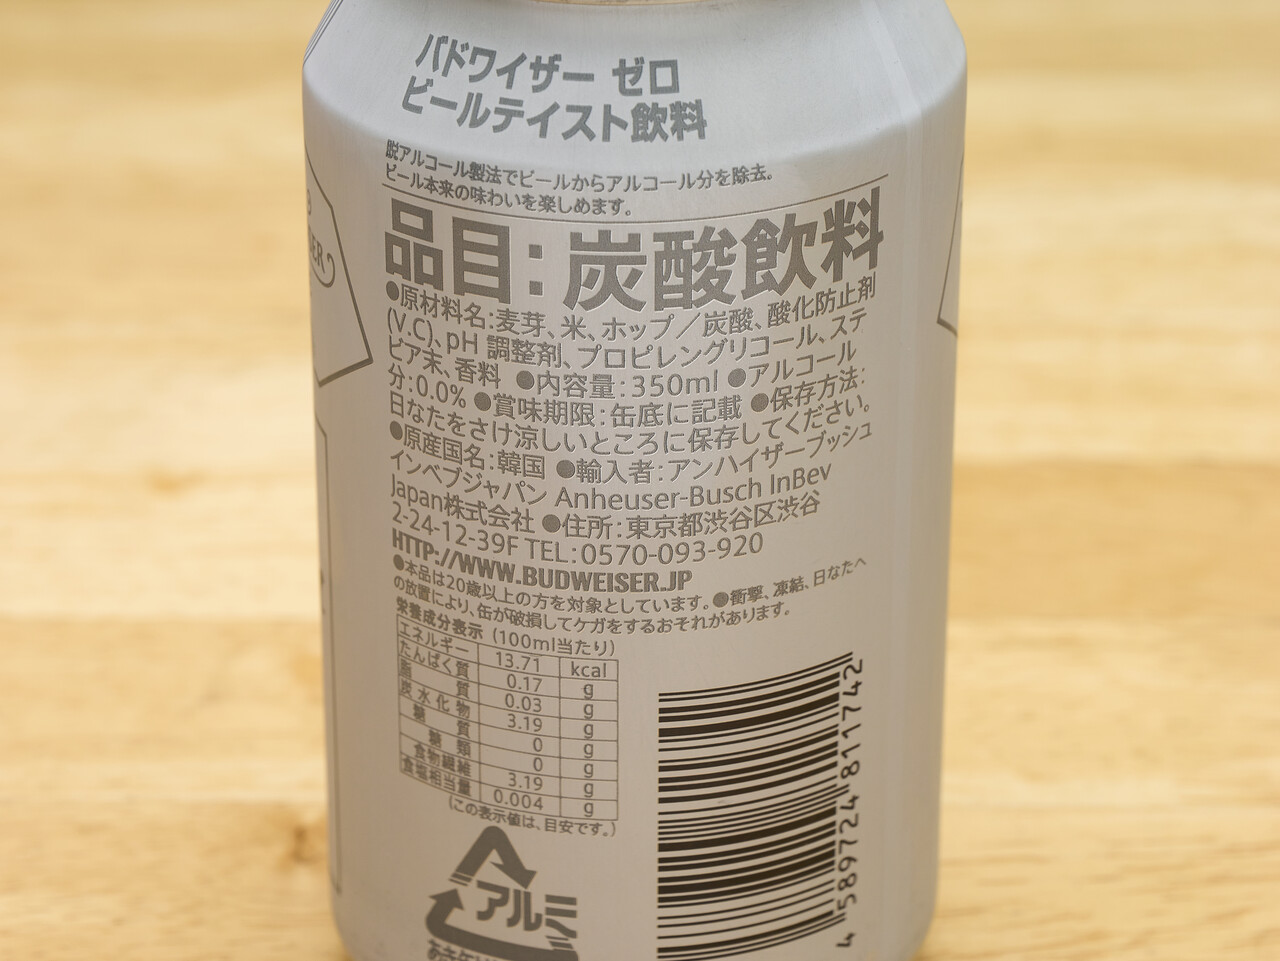 バドワイザー ゼロ
ビールテイスト飲料
脱アルコール製法でビールからアルコール分を除去。
ビール本来の味わいを楽しめます。
品目:炭酸飲料
●原材料名:麦芽、米、ホップ／炭酸、酸化防止剤
(V.C)、pH 調整剤、プロピレングリコール、ステ
ビア末、香料 ●内容量:350ml ●アルコール
分:0.0% ●賞味期限:缶底に記載 ●保存方法:
日なたをさけ涼しいところに保存してください。
●原産国名:韓国 ●輸入者:アンハイザーブッシュ
インベブジャパン Anheuser-Busch InBev
Japan株式会社 ●住所:東京都渋谷区渋谷
2-24-12-39F TEL:0570-093-920
HTTP://WWW.BUDWEISER.JP
●本品は20歳以上の方を対象としています。●衝撃、凍結、日なたへ
の放置により、缶が破損してケガをするおそれがあります。
栄養成分表示 (100ml当たり)
エネルギー 13.71 kcal
たんぱく質 0.17 g
脂質 0.03 g
炭水化物 3.19 g
糖質 0 g
糖類 0 g
食物繊維 3.19 g
食塩相当量 0.004 g
(この表示値は、目安です。)
アルミ
4 589724 811742